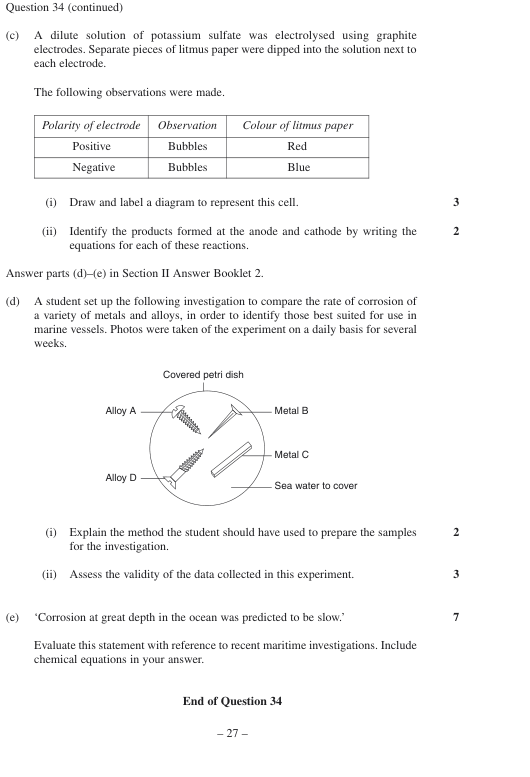 Question 34 (continued)
(c) A dilute solution of potassium sulfate was electrolysed using graphite
electrodes. Separate pieces of litmus paper were dipped into the solution next to
each electrode.
The following observations were made.
Polarity of electrode Observation Colour of litmus paper
Positive Bubbles Red
Negative Bubbles Blue
(i) Draw and label a diagram to represent this cell. 3
(ii) Identify the products formed at the anode and cathode by writing the 2
equations for each of these reactions.
Answer parts (d)–(e) in Section II Answer Booklet 2.
(d) A student set up the following investigation to compare the rate of corrosion of
a variety of metals and alloys, in order to identify those best suited for use in
marine vessels. Photos were taken of the experiment on a daily basis for several
weeks.
Covered petri dish
Alloy A Metal B
Metal C
Alloy D
Sea water to cover
(i) Explain the method the student should have used to prepare the samples 2
for the investigation.
(ii) Assess the validity of the data collected in this experiment. 3
(e) ‘Corrosion at great depth in the ocean was predicted to be slow.’ 7
Evaluate this statement with reference to recent maritime investigations. Include
chemical equations in your answer.
End of Question 34
– 27 –